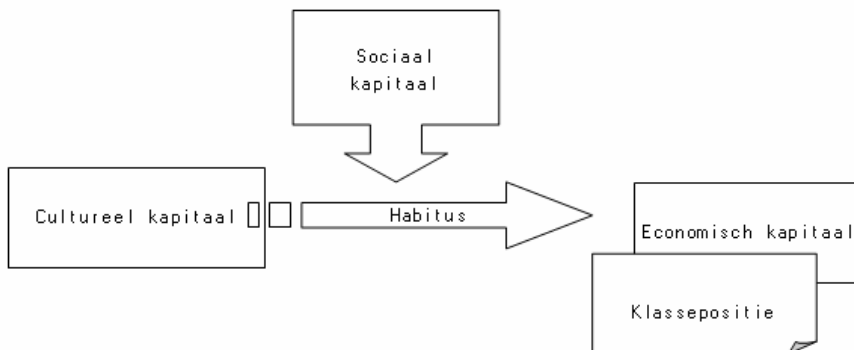 Sociaal
kapitaal
Cultureel kapitaal
Habitus
Economisch kapitaal
Klassepositie